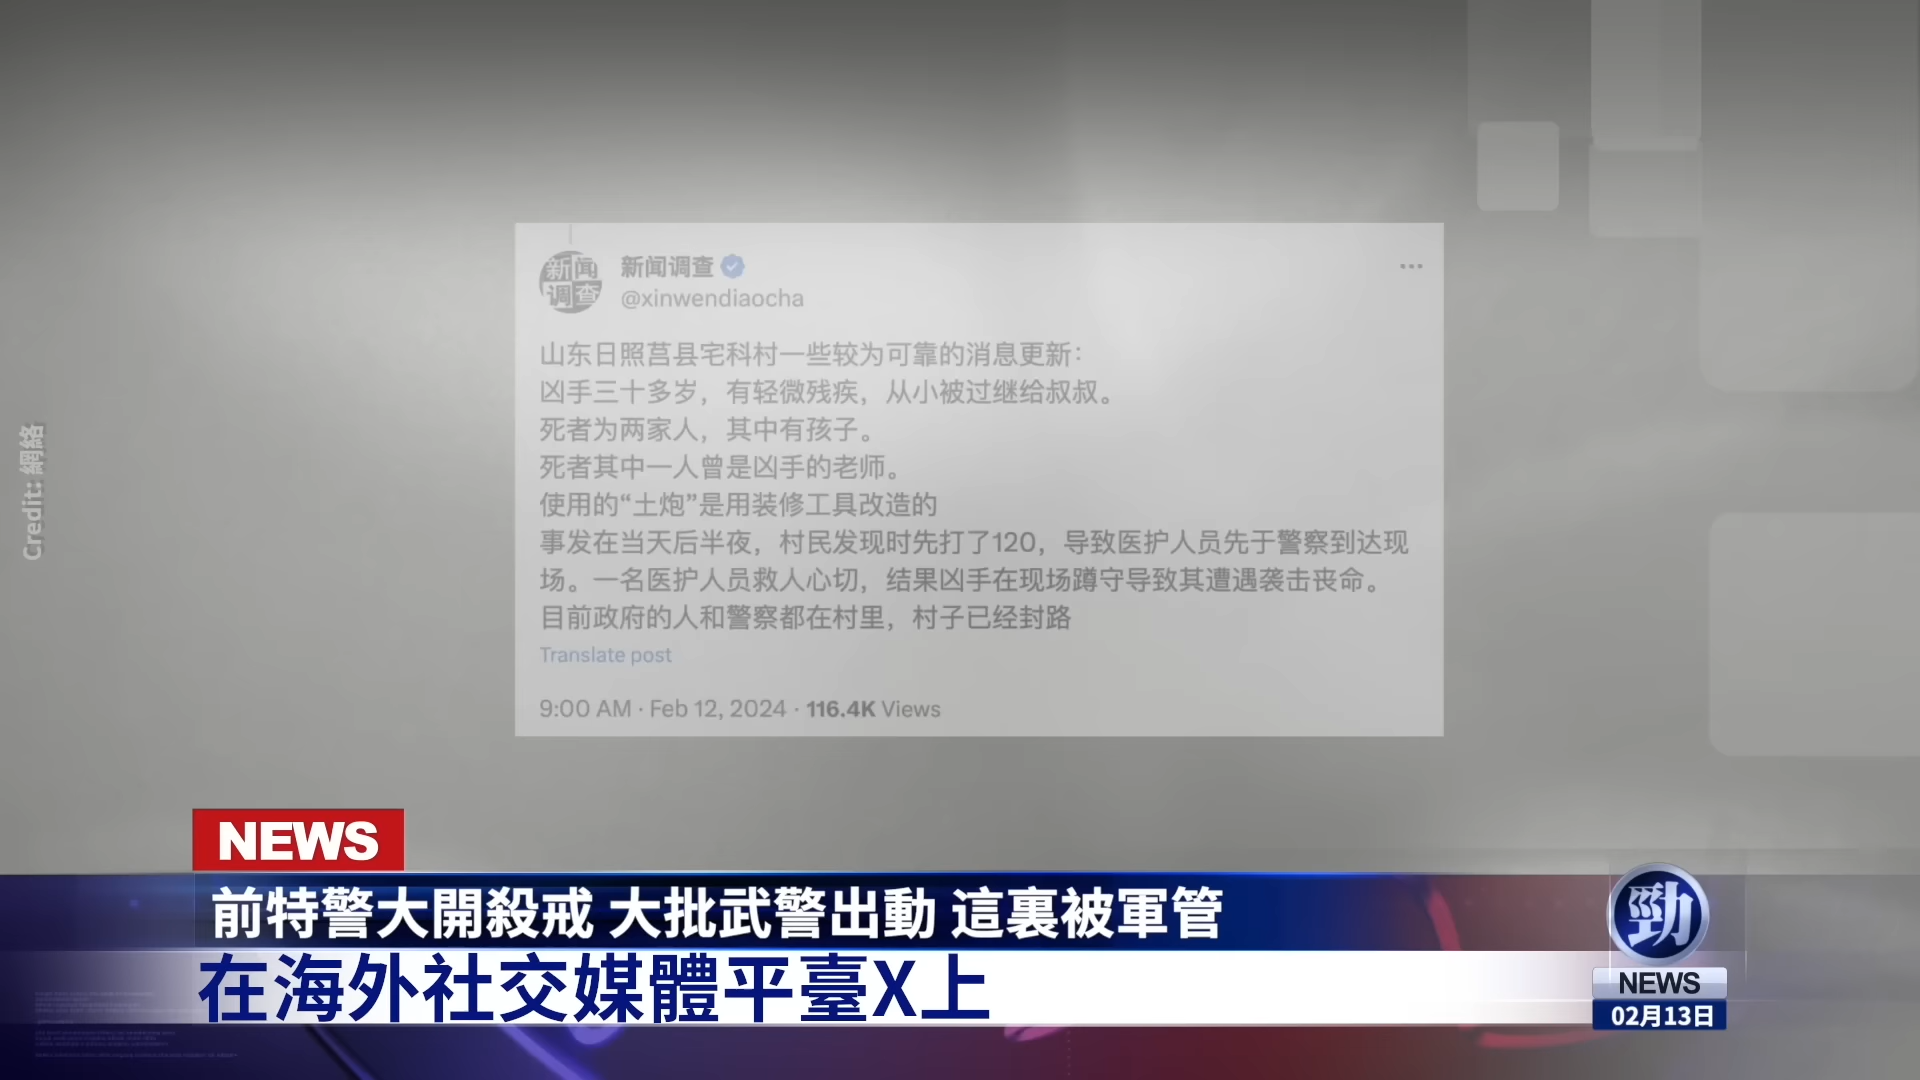 新闻调查
新闻调查
@xinwendiaocha
山东日照莒县宅科村一些较为可靠的消息更新：
凶手三十多岁，有轻微残疾，从小被过继给叔叔。
死者为两家人，其中有孩子。
死者其中一人曾是凶手的老师。
使用的“土炮”是用装修工具改造的
事发在当天后半夜，村民发现时先打了120，导致医护人员先于警察到达现
场。一名医护人员救人心切，结果凶手在现场蹲守导致其遭遇袭击丧命。
目前政府的人和警察都在村里，村子已经封路
Translate post
9:00 AM · Feb 12, 2024 · 116.4K Views
Credit: 網絡
NEWS
前特警大開殺戒 大批武警出動 這裏被軍管
在海外社交媒體平臺X上
勁
NEWS
02月13日